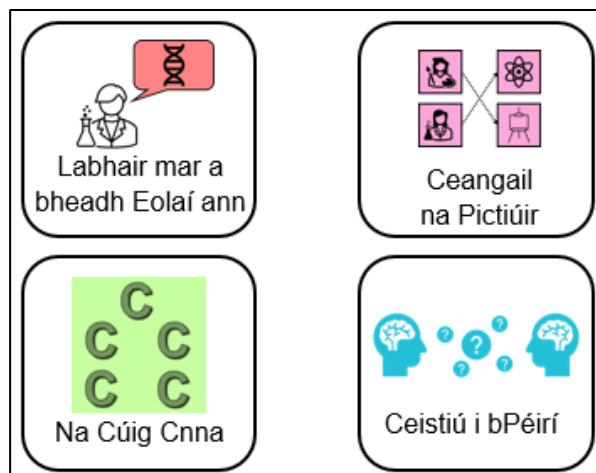 Labhair mar a
bheadh Eolaí ann
Ceangail
na Pictiúir
C
C C
C C
Na Cúig Cnna
? ? ? ? ?
Ceistiú i bPéirí